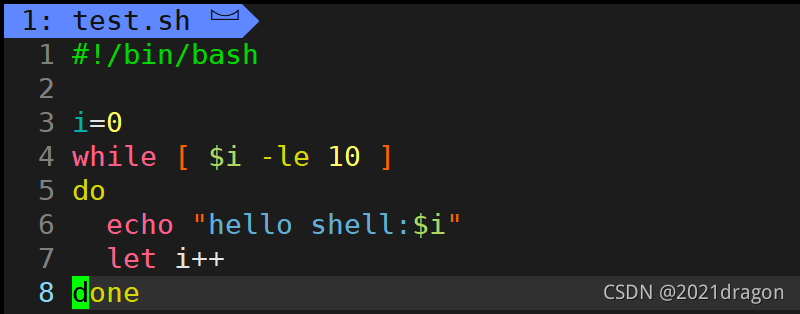 1: test.sh
1 #!/bin/bash
2
3 i=0
4 while [ $i -le 10 ]
5 do
6   echo "hello shell:$i"
7   let i++
8 done
CSDN @2021dragon